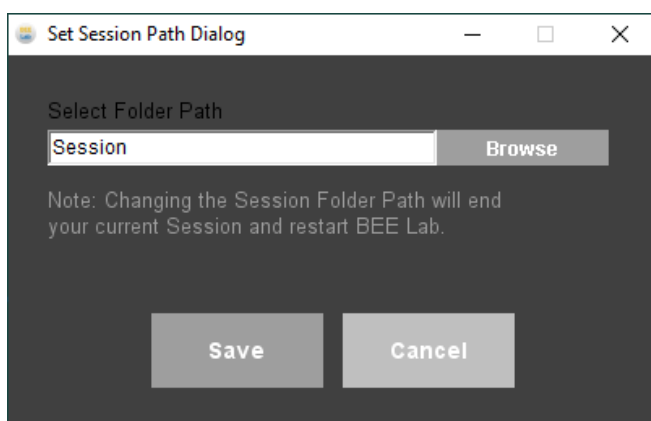 Set Session Path Dialog
Select Folder Path
Session
Browse
Note: Changing the Session Folder Path will end
your current Session and restart BEE Lab.
Save
Cancel